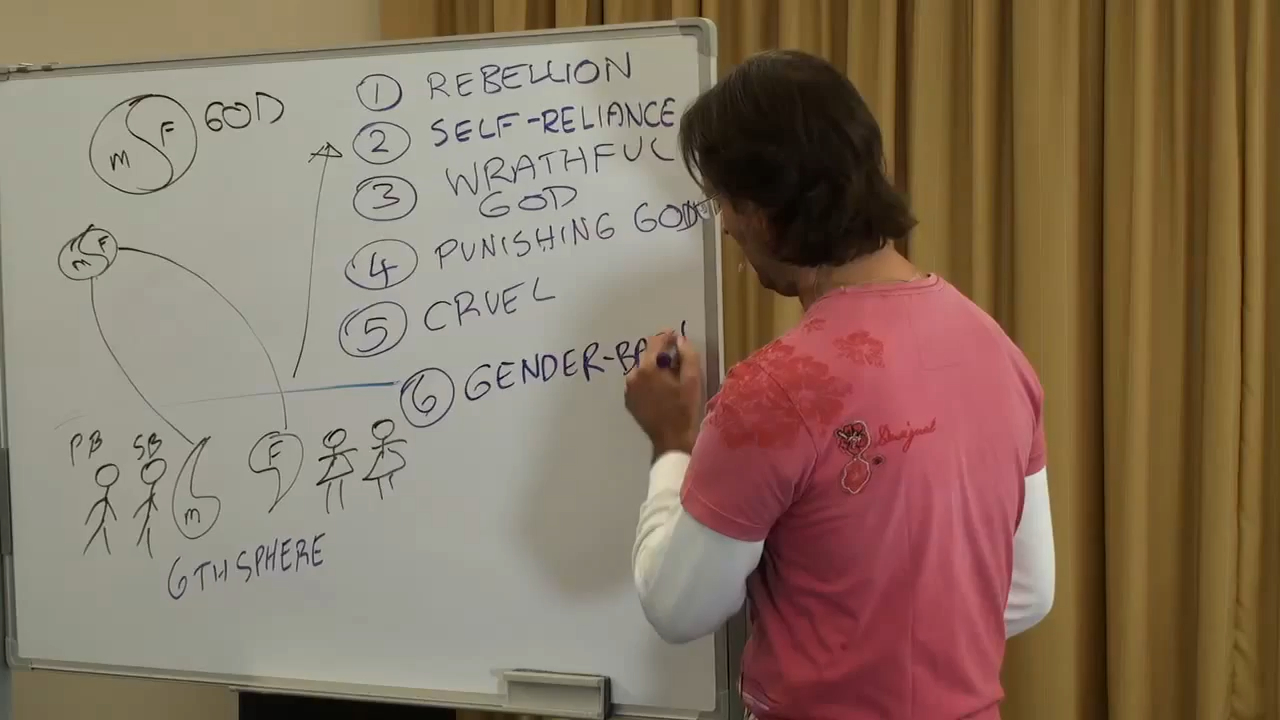 M F GOD
① REBELLION
② SELF-RELIANCE
③ WRATHFUL
GOD
④ PUNISHING GOD
⑤ CRUEL
⑥ GENDER-BA
M F
PB SB
M F
6TH SPHERE
Desigual